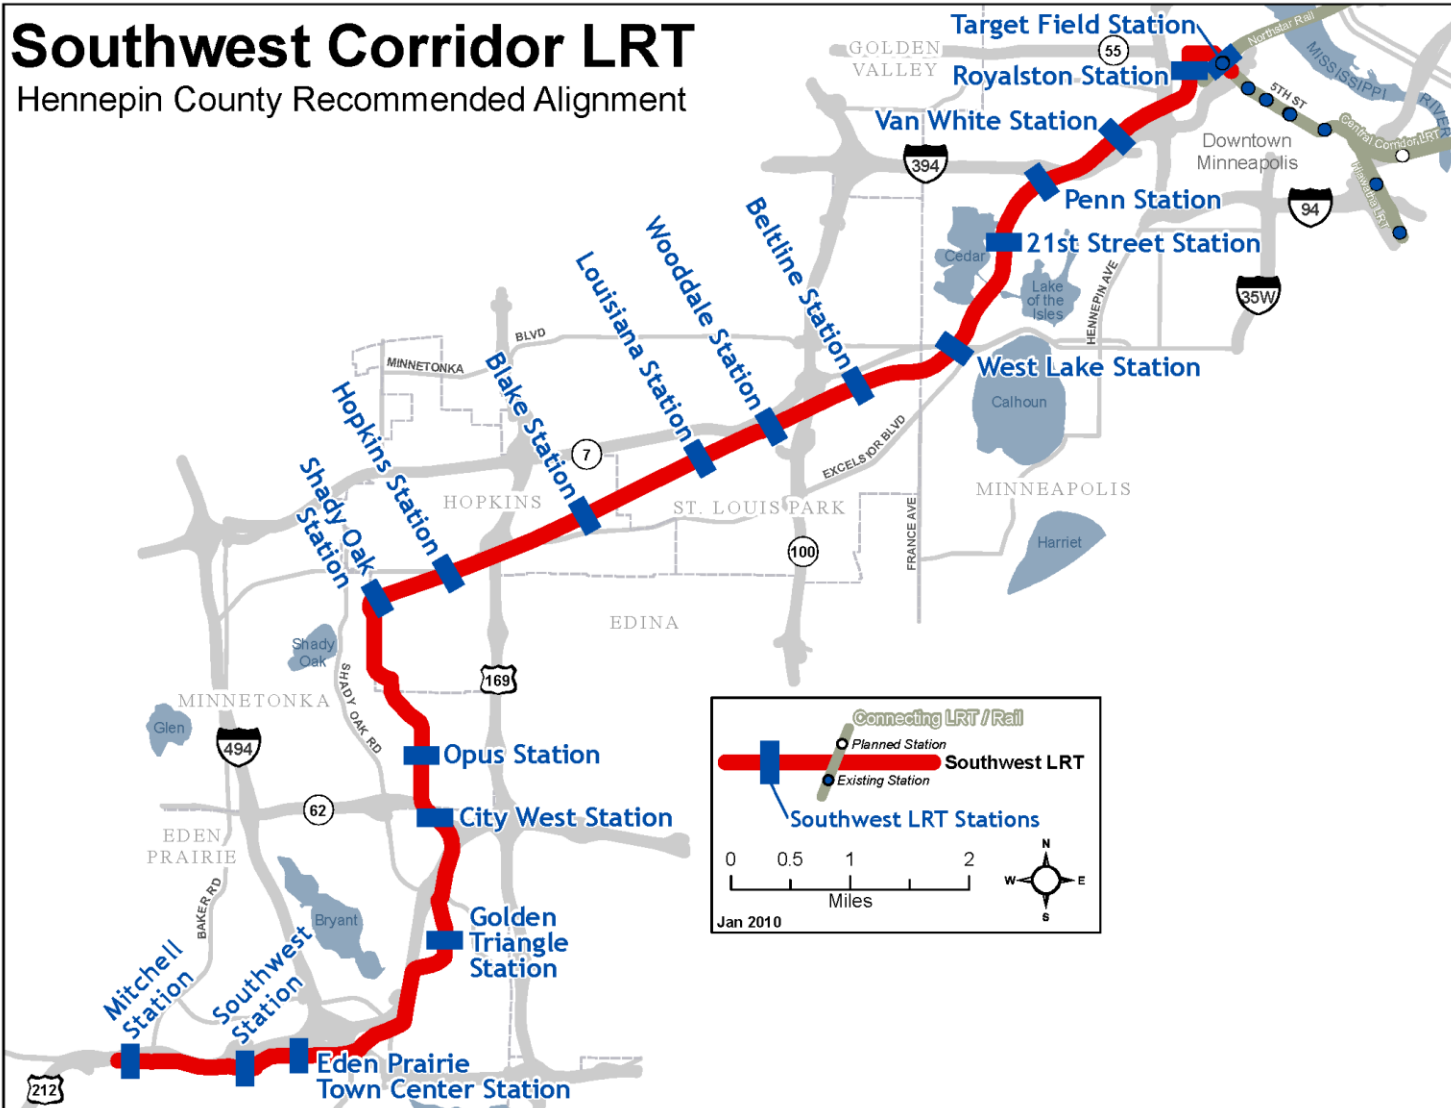 Southwest Corridor LRT
Hennepin County Recommended Alignment
Target Field Station
Northstar Rail
MISSISSIPPI
RIVER
GOLDEN
VALLEY
55
Royalston Station
5TH ST
Van White Station
Central Corridor LRT
Downtown
Minneapolis
394
Hiawatha LRT
Penn Station
94
Beltline Station
Wooddale Station
21st Street Station
Cedar
Louisiana Station
Lake
of the
Isles
HENNEPIN AVE
35W
BLVD
MINNETONKA
Blake Station
West Lake Station
Hopkins Station
Calhoun
EXCELSIOR BLVD
7
Shady Oak
Station
HOPKINS
ST. LOUIS PARK
MINNEAPOLIS
100
FRANCE AVE
Harriet
EDINA
Shady
Oak
SHADY OAK RD
169
MINNETONKA
Glen
494
Opus Station
62
City West Station
EDEN
PRAIRIE
BAKER RD
Bryant
Golden
Triangle
Station
Mitchell
Station
Southwest
Station
Eden Prairie
Town Center Station
212
Connecting LRT / Rail
Planned Station
Southwest LRT
Existing Station
Southwest LRT Stations
0 0.5 1 2
Miles
N
W E
S
Jan 2010